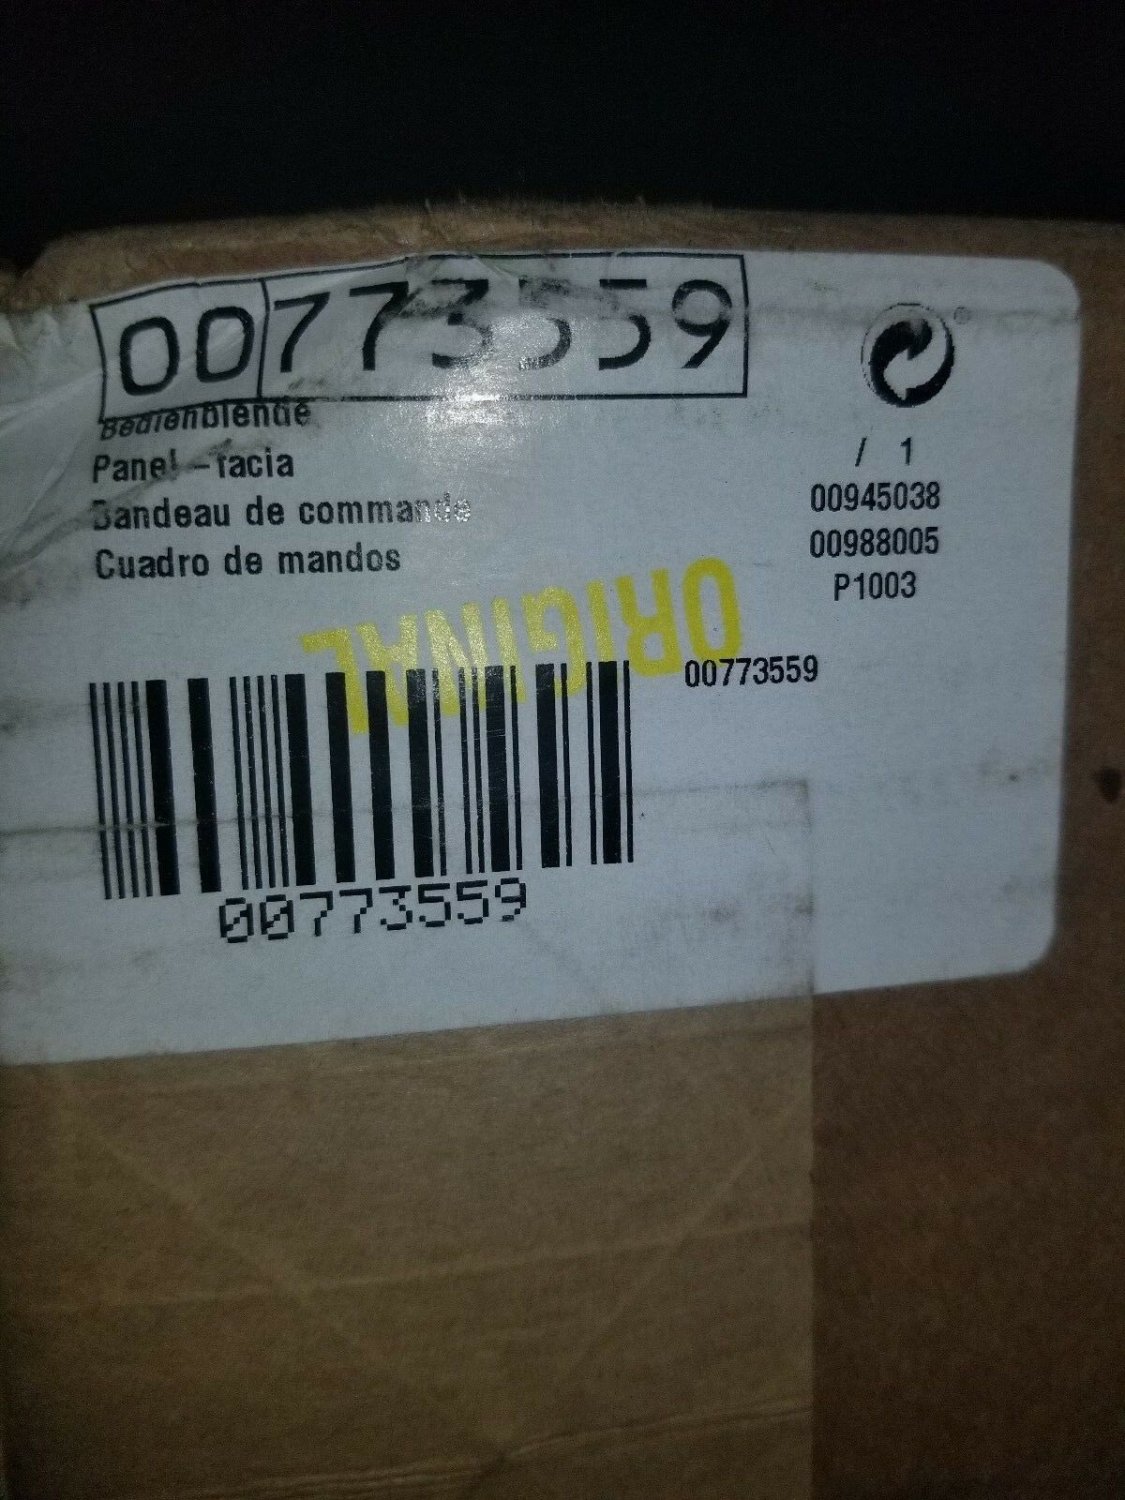 00773559
Bedienblende
Panel-facia
Bandeau de commande
Cuadro de mandos
/ 1
00945038
00988005
P1003
ORIGINAL
00773559
00773559